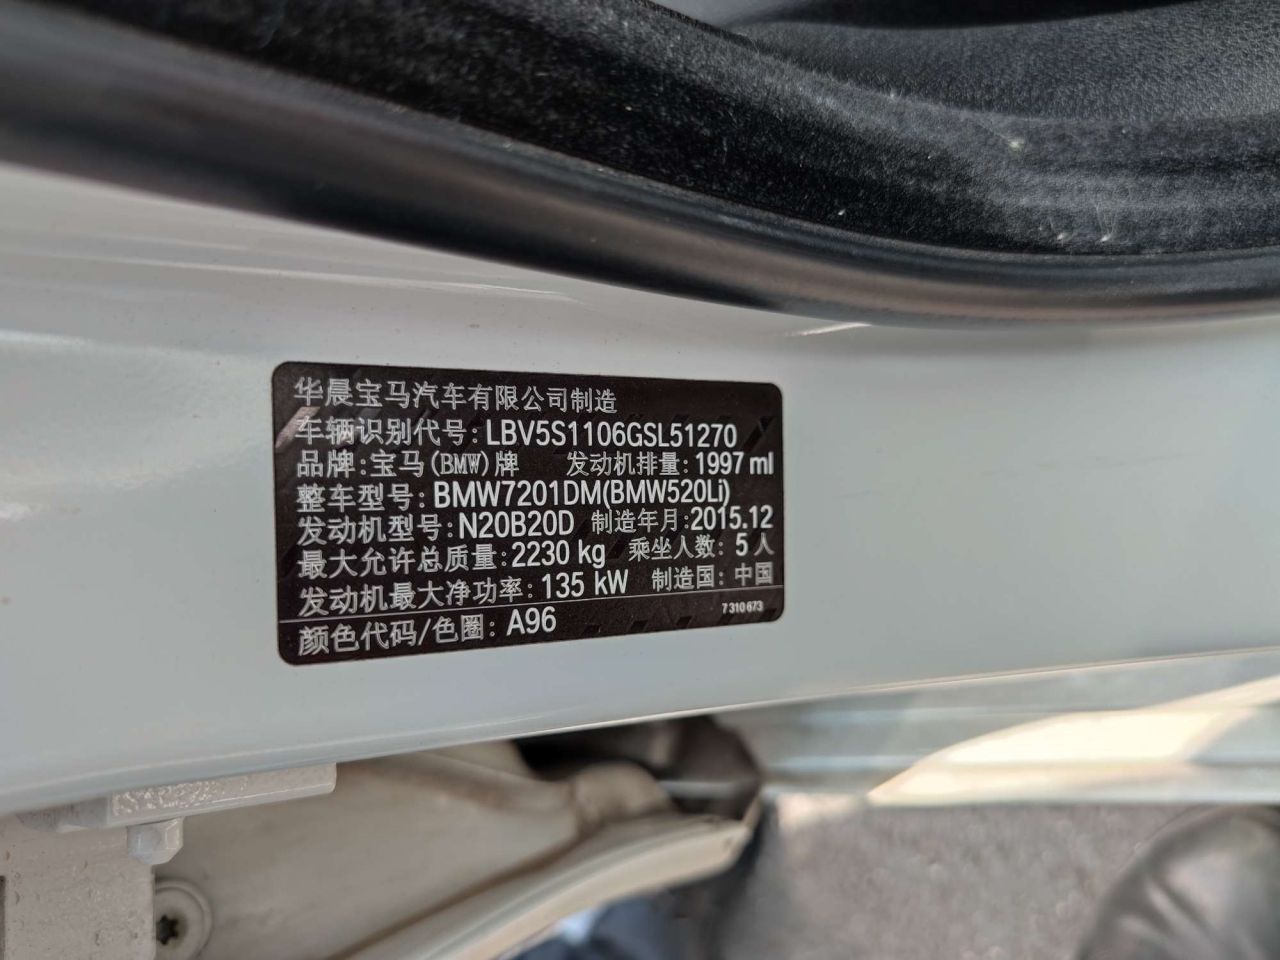 华晨宝马汽车有限公司制造
车辆识别代号: LBV5S1106GSL51270
品牌:宝马(BMW)牌 发动机排量: 1997 ml
整车型号: BMW7201DM(BMW520Li)
发动机型号: N20B20D 制造年月:2015.12
最大允许总质量: 2230 kg 乘坐人数: 5 人
发动机最大净功率: 135 kW 制造国: 中国
颜色代码/色圈: A96 7 310 673